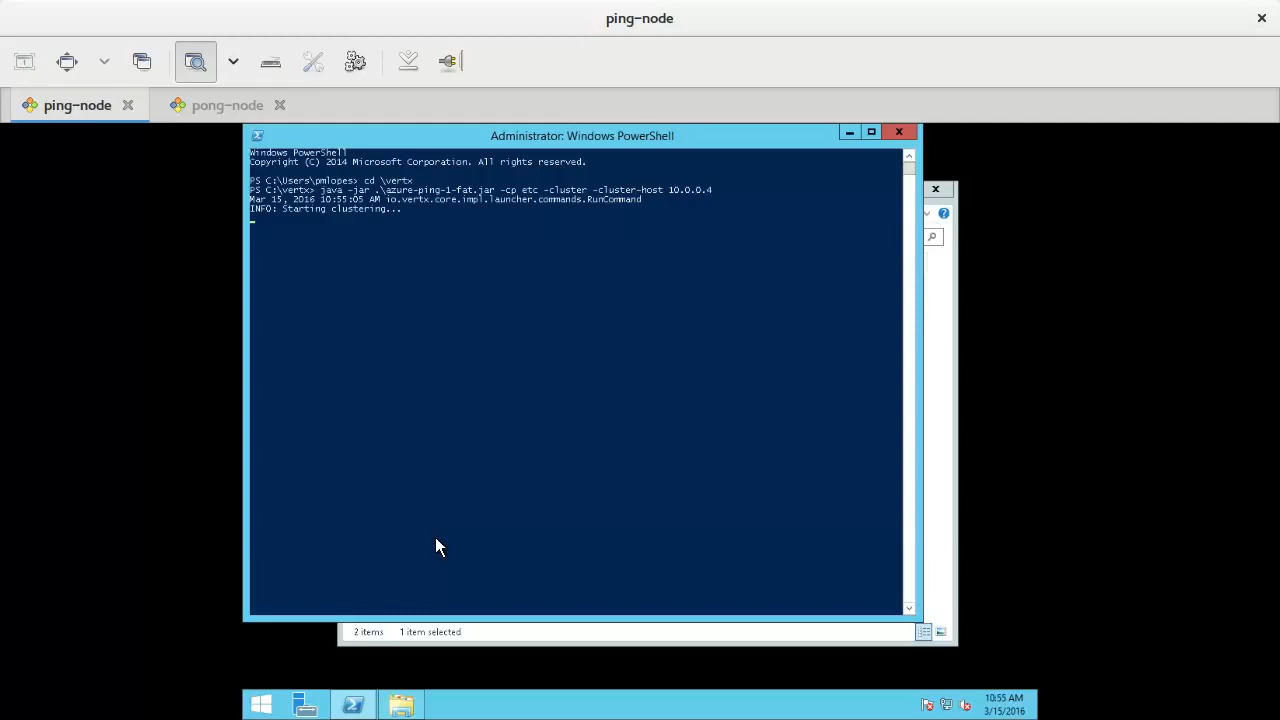 ping-node
ping-node
pong-node
Administrator: Windows PowerShell
Windows PowerShell
Copyright (C) 2014 Microsoft Corporation. All rights reserved.
PS C:\Users\pmlopes> cd \vertx
PS C:\vertx> java -jar .\azure-ping-1-fat.jar -cp etc -cluster -cluster-host 10.0.0.4
Mar 15, 2016 10:55:05 AM io.vertx.core.impl.launcher.commands.RunCommand
INFO: Starting clustering...
2 items 1 item selected
10:55 AM
3/15/2016